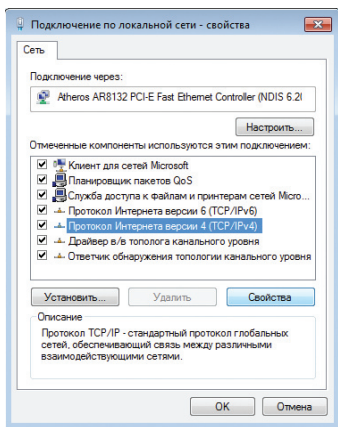 Подключение по локальной сети - свойства
Сеть
Подключение через:
Atheros AR8132 PCI-E Fast Ethernet Controller (NDIS 6.20
Настроить...
Отмеченные компоненты используются этим подключением:
Клиент для сетей Microsoft
Планировщик пакетов QoS
Служба доступа к файлам и принтерам сетей Micro...
Протокол Интернета версии 6 (TCP/IPv6)
Протокол Интернета версии 4 (TCP/IPv4)
Драйвер в/в тополога канального уровня
Ответчик обнаружения топологии канального уровня
Установить...
Удалить
Свойства
Описание
Протокол TCP/IP - стандартный протокол глобальных
сетей, обеспечивающий связь между различными
взаимодействующими сетями.
OK
Отмена